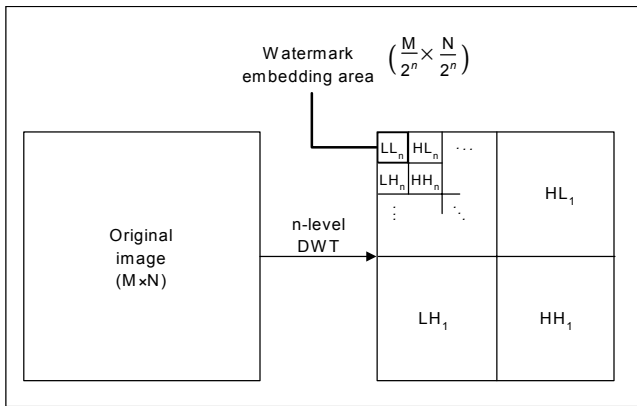 Watermark
embedding area (M/2^n × N/2^n)
LL_n HL_n ...
LH_n HH_n
⋮ ⋱
HL_1
Original
image
(M×N)
n-level
DWT
LH_1 HH_1